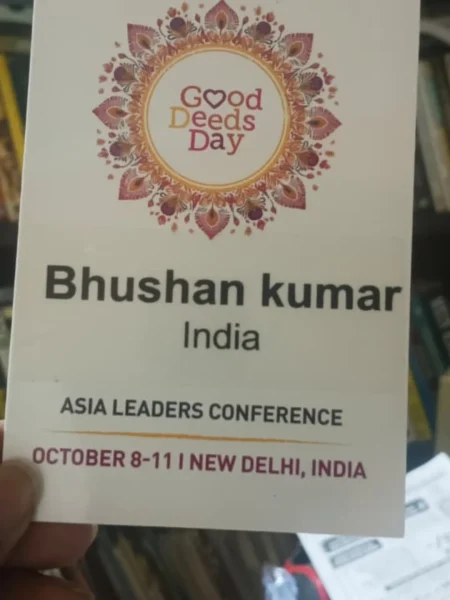 Good
Deeds
Day
Bhushan kumar
India
ASIA LEADERS CONFERENCE
OCTOBER 8-11 I NEW DELHI, INDIA